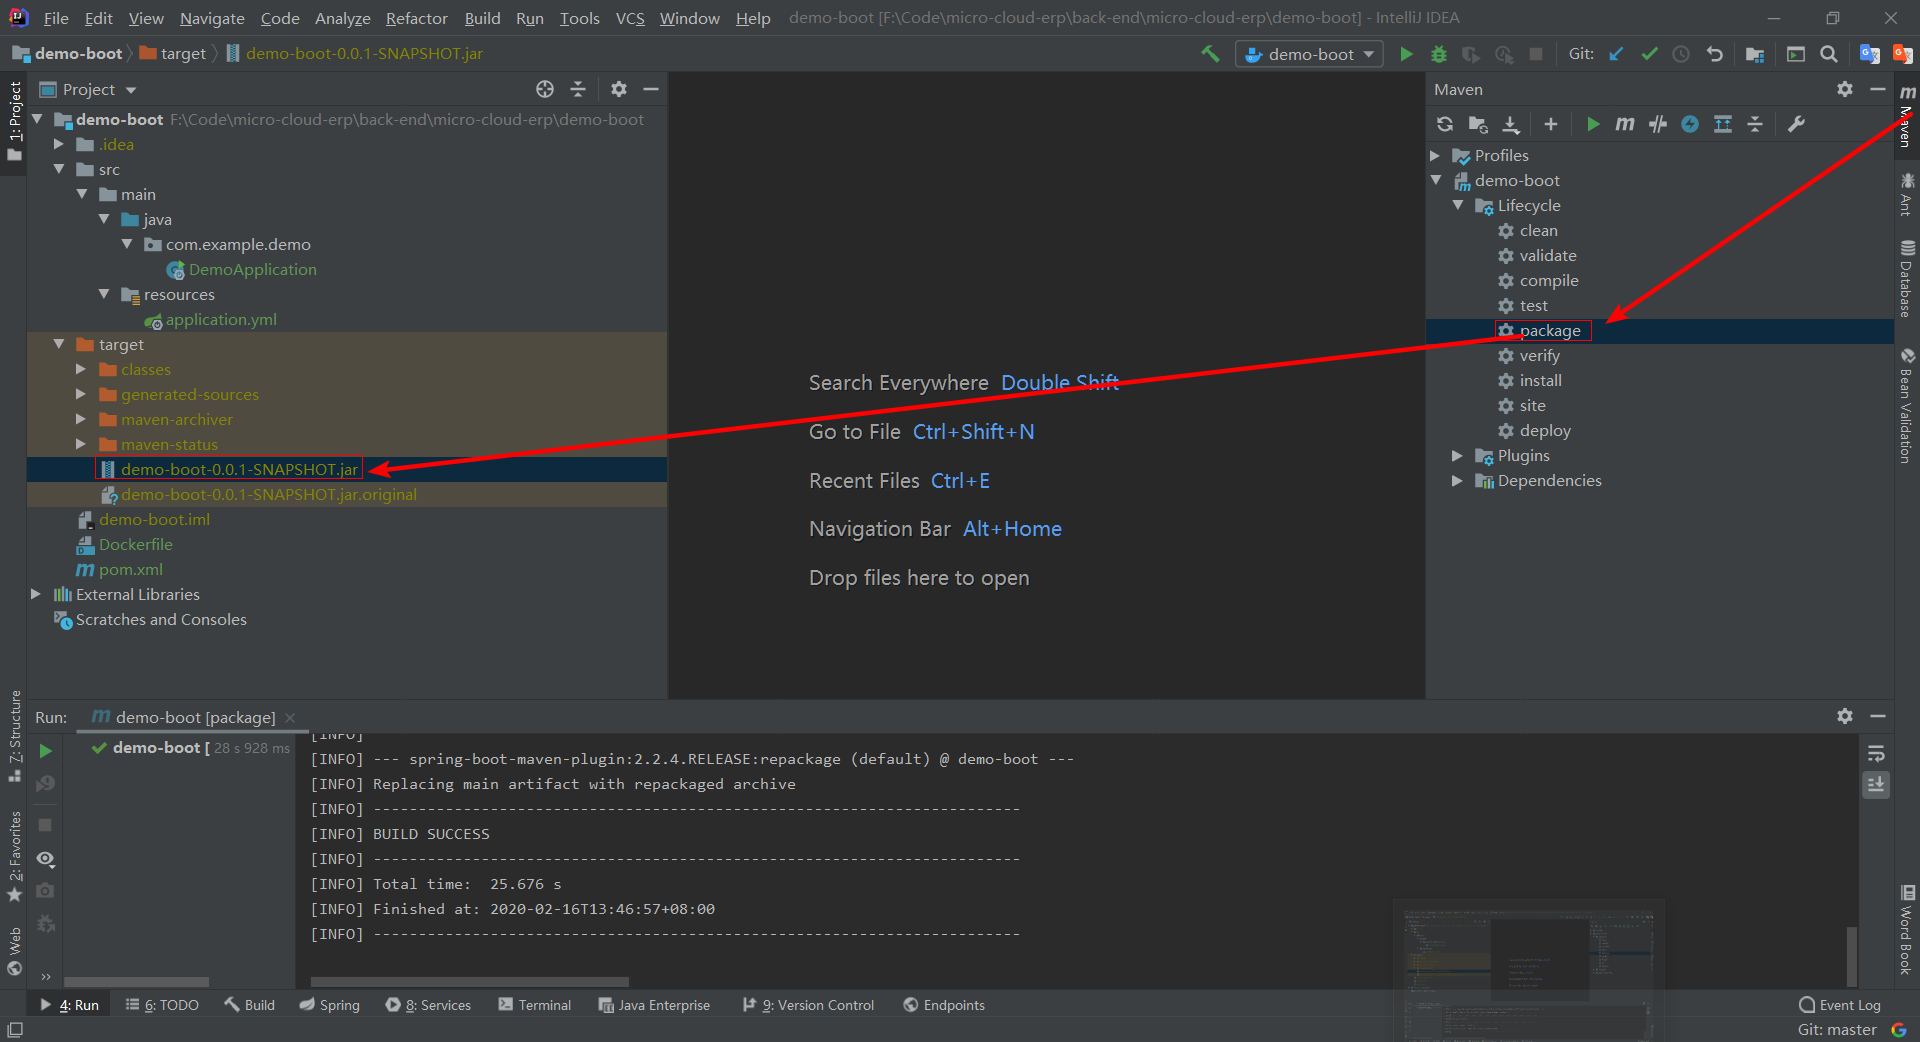 File Edit View Navigate Code Analyze Refactor Build Run Tools VCS Window Help demo-boot [F:\Code\micro-cloud-erp\back-end\micro-cloud-erp\demo-boot] - IntelliJ IDEA
demo-boot target demo-boot-0.0.1-SNAPSHOT.jar
demo-boot Git:
1: Project
Project
demo-boot F:\Code\micro-cloud-erp\back-end\micro-cloud-erp\demo-boot
.idea
src
main
java
com.example.demo
DemoApplication
resources
application.yml
target
classes
generated-sources
maven-archiver
maven-status
demo-boot-0.0.1-SNAPSHOT.jar
demo-boot-0.0.1-SNAPSHOT.jar.original
demo-boot.iml
Dockerfile
pom.xml
External Libraries
Scratches and Consoles
Search Everywhere Double Shift
Go to File Ctrl+Shift+N
Recent Files Ctrl+E
Navigation Bar Alt+Home
Drop files here to open
Maven
Profiles
demo-boot
Lifecycle
clean
validate
compile
test
package
verify
install
site
deploy
Plugins
Dependencies
Maven
Ant
Database
Bean Validation
Word Book
7: Structure
2: Favorites
Web
Run: demo-boot [package]
demo-boot [ 28 s 928 ms
[INFO]
[INFO] --- spring-boot-maven-plugin:2.2.4.RELEASE:repackage (default) @ demo-boot ---
[INFO] Replacing main artifact with repackaged archive
[INFO] ------------------------------------------------------------------------
[INFO] BUILD SUCCESS
[INFO] ------------------------------------------------------------------------
[INFO] Total time:  25.676 s
[INFO] Finished at: 2020-02-16T13:46:57+08:00
[INFO] ------------------------------------------------------------------------
4: Run 6: TODO Build Spring 8: Services Terminal Java Enterprise 9: Version Control Endpoints Event Log
Git: master